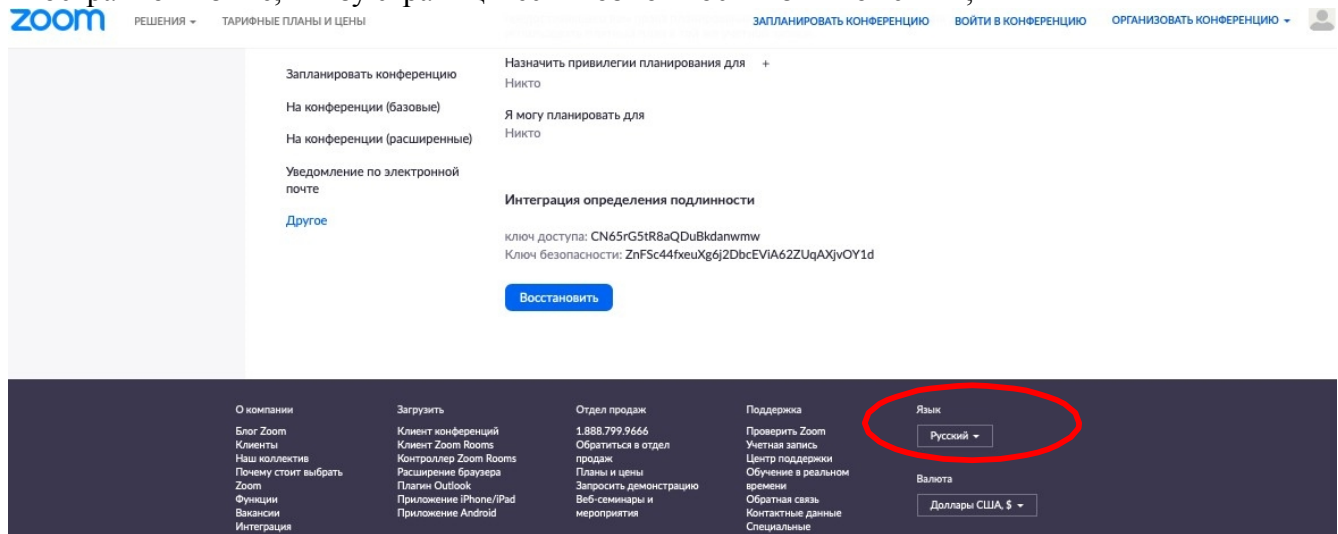 zoom
РЕШЕНИЯ
ТАРИФНЫЕ ПЛАНЫ И ЦЕНЫ
ЗАПЛАНИРОВАТЬ КОНФЕРЕНЦИЮ
ВОЙТИ В КОНФЕРЕНЦИЮ
ОРГАНИЗОВАТЬ КОНФЕРЕНЦИЮ
Запланировать конференцию
На конференции (базовые)
На конференции (расширенные)
Уведомление по электронной
почте
Другое
Назначить привилегии планирования для +
Никто
Я могу планировать для
Никто
Интеграция определения подлинности
ключ доступа: CN65rG5tR8aQDuBkdanwmw
Ключ безопасности: ZnFSc44fxeuXg6j2DbcEViA62ZUqAXjvOY1d
Восстановить
О компании
Блог Zoom
Клиенты
Наш коллектив
Почему стоит выбрать
Zoom
Функции
Вакансии
Интеграция
Загрузить
Клиент конференций
Клиент Zoom Rooms
Контроллер Zoom Rooms
Расширение браузера
Плагин Outlook
Приложение iPhone/iPad
Приложение Android
Отдел продаж
1.888.799.9666
Обратиться в отдел
продаж
Планы и цены
Запросить демонстрацию
Веб-семинары и
мероприятия
Поддержка
Проверить Zoom
Учетная запись
Центр поддержки
Обучение в реальном
времени
Обратная связь
Контактные данные
Специальные
Язык
Русский
Валюта
Доллары США, $